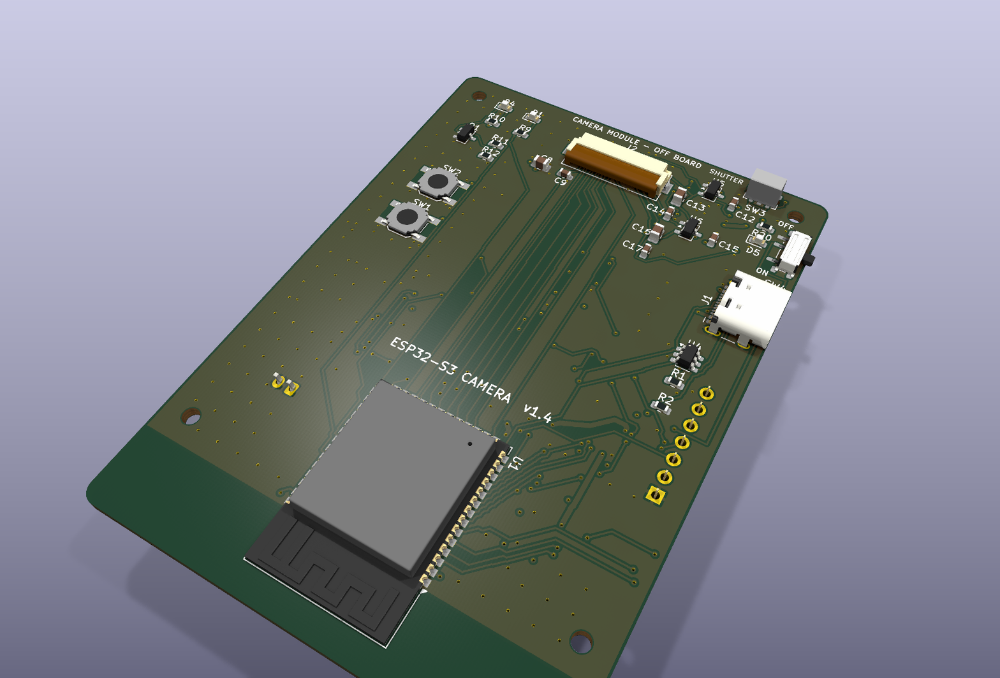 R10
R9
R11
R12
CAMERA MODULE - OFF BOARD
J2
SHUTTER
SW2
SW1
C9
C13
C14
SW3
C12
OFF
C16
C15
C17
D5
ON
J1
ESP32-S3 CAMERA v1.4
R1
R2
U1